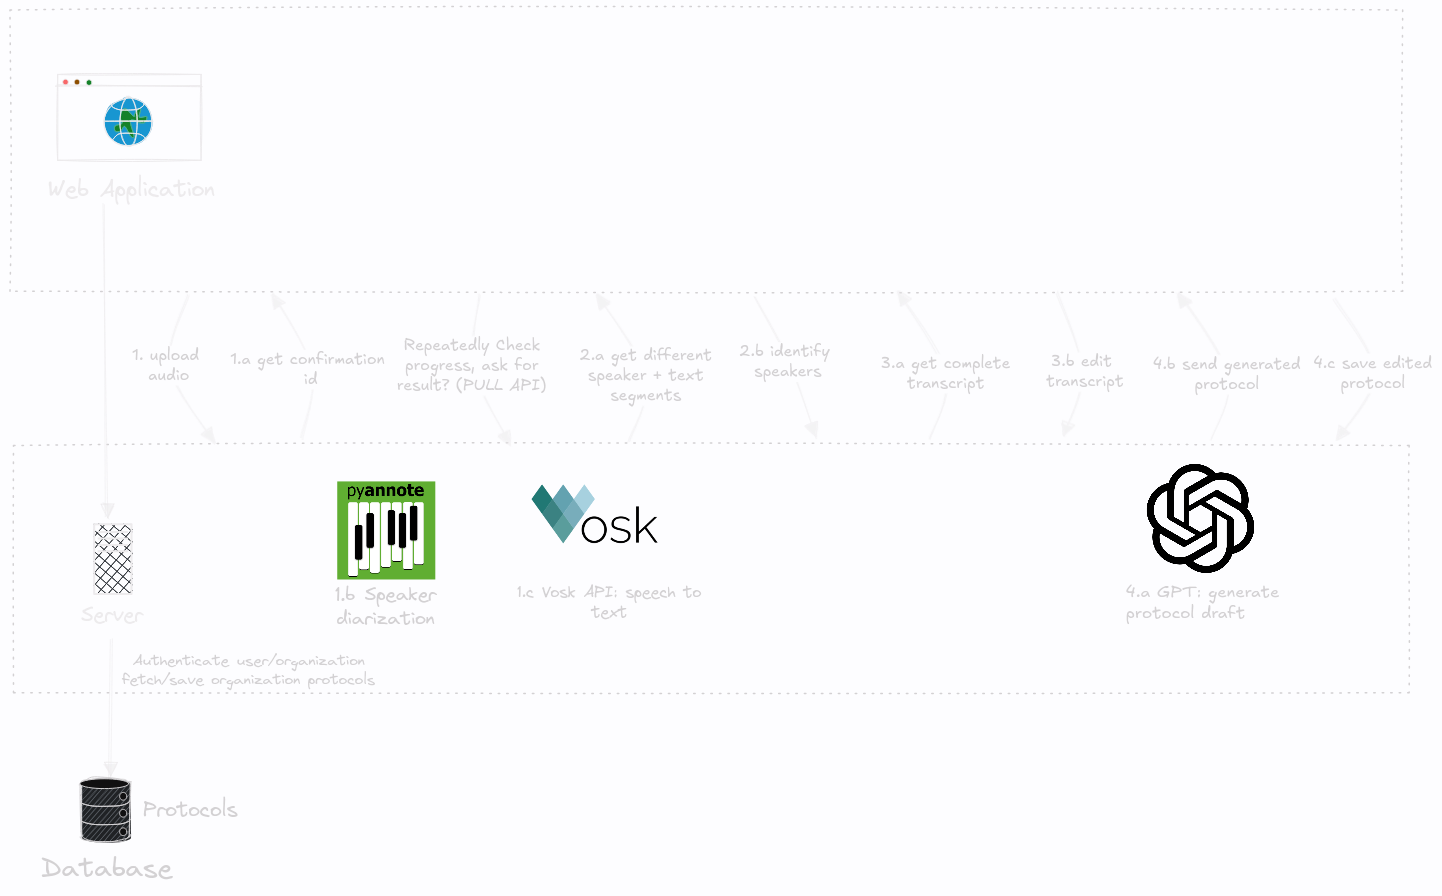 Web Application
1. upload
audio
1.a get confirmation
id
Repeatedly Check
progress, ask for
result? (PULL API)
2.a get different
speaker + text
segments
2.b identify
speakers
3.a get complete
transcript
3.b edit
transcript
4.b send generated
protocol
4.c save edited
protocol
pyannote
vosk
1.b Speaker
diarization
1.c Vosk API: speech to
text
4.a GPT: generate
protocol draft
Server
Authenticate user/organization
fetch/save organization protocols
Protocols
Database